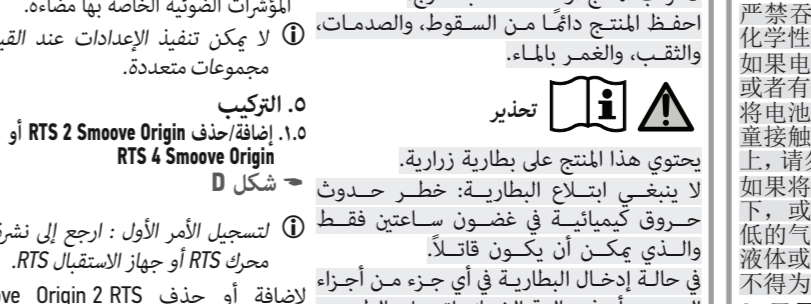 احفظ المنتج دائمًا من السقوط، والصدمات،
والثقب، والغمر بالماء.
تحذير
يحتوي هذا المنتج على بطارية زرارية.
لا ينبغي ابتلاع البطارية: خطر حدوث
حروق كيميائية في غضون ساعتين فقط
والذي يمكن أن يكون قاتلاً.
في حالة إدخال البطارية في أي جزء من أجزاء
المؤشرات الضوئية الخاصة بها مضاءة.
لا يمكن تنفيذ الإعدادات عند
مجموعات متعددة.
٥. التركيب
٥.١. إضافة/حذف RTS 2 Smoove Origin أو
RTS 4 Smoove Origin
☚ شكل D
لتسجيل الأمر الأول : ارجع إلى نشرة
محرك RTS أو جهاز الاستقبال RTS.
لإضافة أو حذف Origin 2 RTS
严禁吞
化学性
如果电
或者有
将电池
童接触
上，请
如果将
下，或
低的气
液体或
不得为